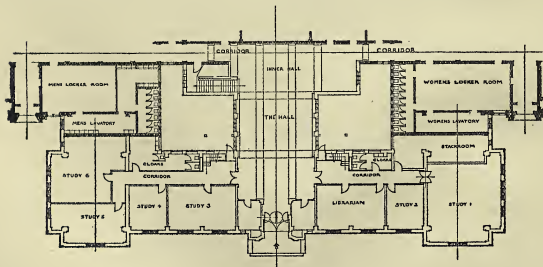 CORRIDOR
CORRIDOR
INNER HALL
MENS LOCKER ROOM
WOMENS LOCKER ROOM
THE HALL
MENS LAVATORY
WOMENS LAVATORY
STACKROOM
CLOAKS
CLOAKS
CORRIDOR
CORRIDOR
STUDY 6
STUDY 5
STUDY 4
STUDY 3
LIBRARIAN
STUDY 2
STUDY 1